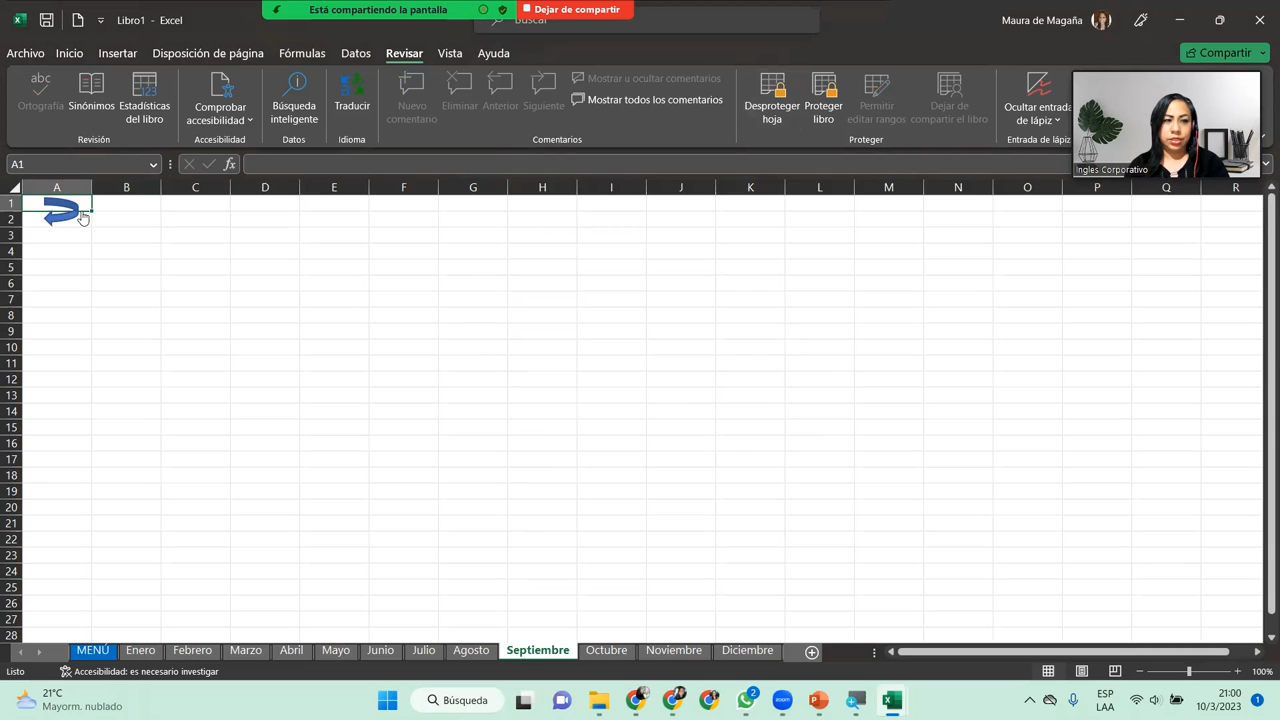 Está compartiendo la pantalla
Dejar de compartir
Libro1 - Excel
Buscar
Maura de Magaña
Archivo Inicio Insertar Disposición de página Fórmulas Datos Revisar Vista Ayuda
Compartir
abc
Ortografía
Sinónimos
123
Estadísticas
del libro
Revisión
Comprobar
accesibilidad
Accesibilidad
Búsqueda
inteligente
Datos
Traducir
Idioma
Nuevo
comentario
Eliminar
Anterior
Siguiente
Mostrar u ocultar comentario
Mostrar todos los comentarios
Comentarios
Desproteger
hoja
Proteger
libro
Permitir
editar rangos
Dejar de
compartir el libro
Proteger
Ocultar entrada
de lápiz
Entrada de lápiz
Ingles Corporativo
A1
fx
A B C D E F G H I J K L M N O P Q R
1
2
3
4
5
6
7
8
9
10
11
12
13
14
15
16
17
18
19
20
21
22
23
24
25
26
27
28
MENÚ Enero Febrero Marzo Abril Mayo Junio Julio Agosto Septiembre Octubre Noviembre Diciembre
Listo
Accesibilidad: es necesario investigar
100%
21°C
Mayorm. nublado
Búsqueda
2
zoom
ESP
LAA
21:00
10/3/2023
1